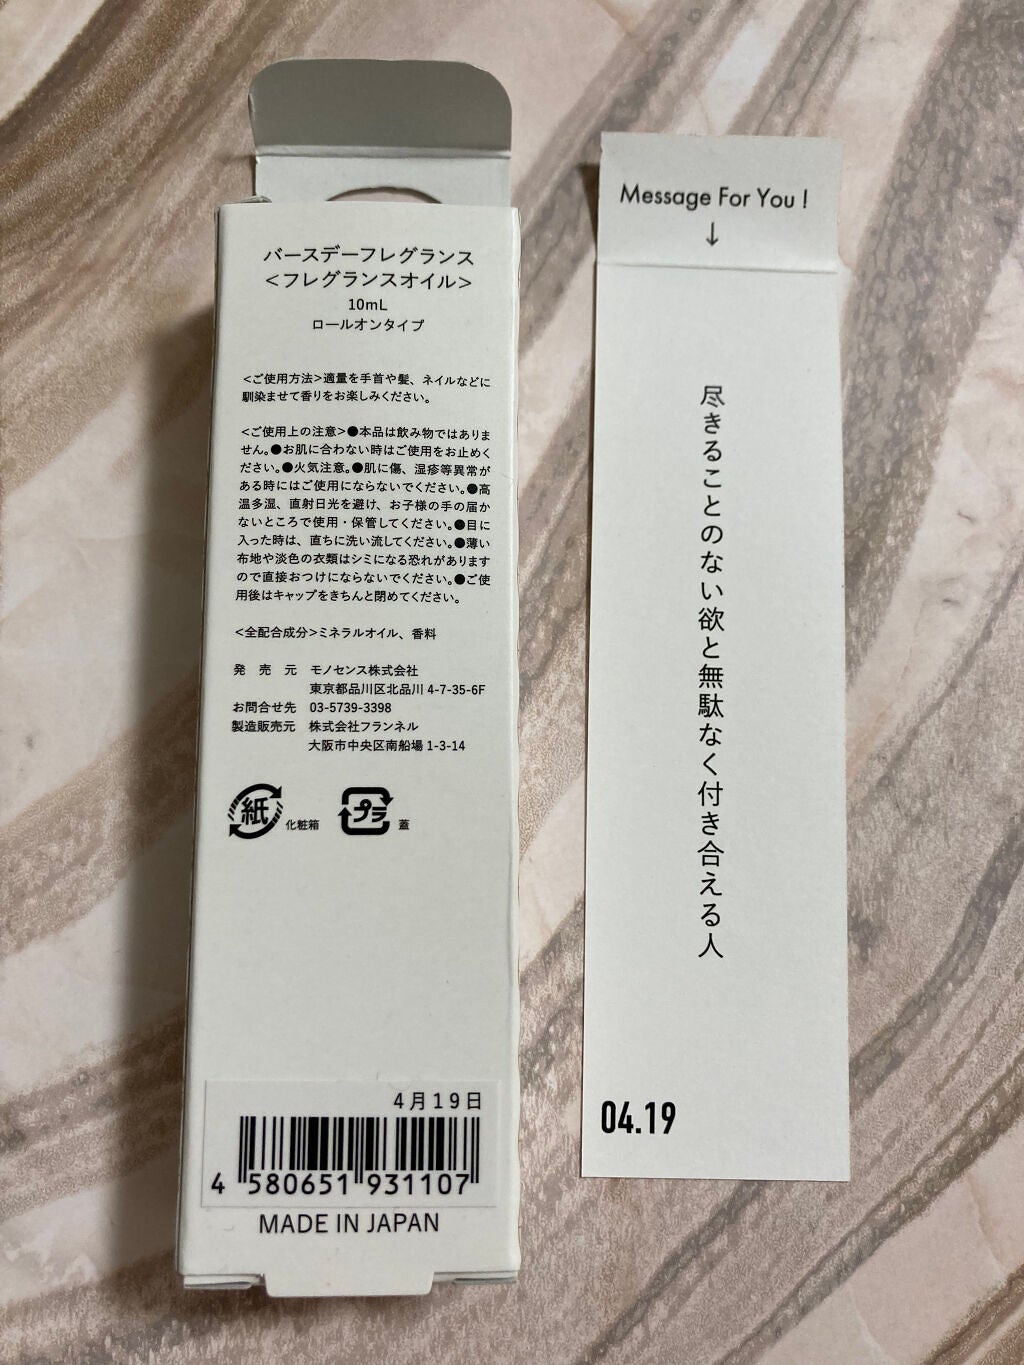 バースデーフレグランス
<フレグランスオイル>
10mL
ロールオンタイプ
<ご使用方法>適量を手首や髪、ネイルなどに
馴染ませて香りをお楽しみください。
<ご使用上の注意>●本品は飲み物ではありま
せん。●お肌に合わない時はご使用をお止めく
ださい。●火気注意。●肌に傷、湿疹等異常が
ある時にはご使用にならないでください。●高
温多湿、直射日光を避け、お子様の手の届か
ないところで使用・保管してください。●目に
入った時は、直ちに洗い流してください。●薄い
布地や淡色の衣類はシミになる恐れがあります
ので直接おつけにならないでください。●ご使
用後はキャップをきちんと閉めてください。
<全配合成分>ミネラルオイル、香料
発 売 元 モノセンス株式会社
東京都品川区北品川 4-7-35-6F
お問合せ先 03-5739-3398
製造販売元 株式会社フランネル
大阪市中央区南船場 1-3-14
紙 化粧箱 プラ 蓋
4月19日
4 580651 931107
MADE IN JAPAN
Message For You !
↓
尽きることのない欲と無駄なく付き合える人
04.19